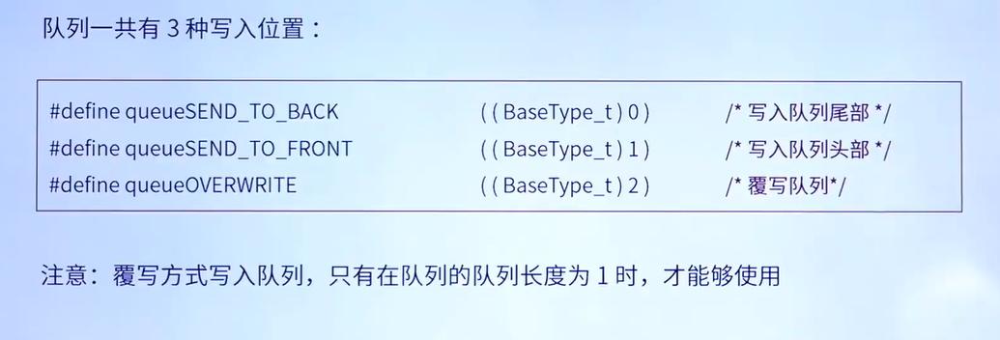 队列一共有 3 种写入位置：
#define queueSEND_TO_BACK ( ( BaseType_t ) 0 ) /* 写入队列尾部 */
#define queueSEND_TO_FRONT ( ( BaseType_t ) 1 ) /* 写入队列头部 */
#define queueOVERWRITE ( ( BaseType_t ) 2 ) /* 覆写队列*/
注意：覆写方式写入队列，只有在队列的队列长度为 1 时，才能够使用